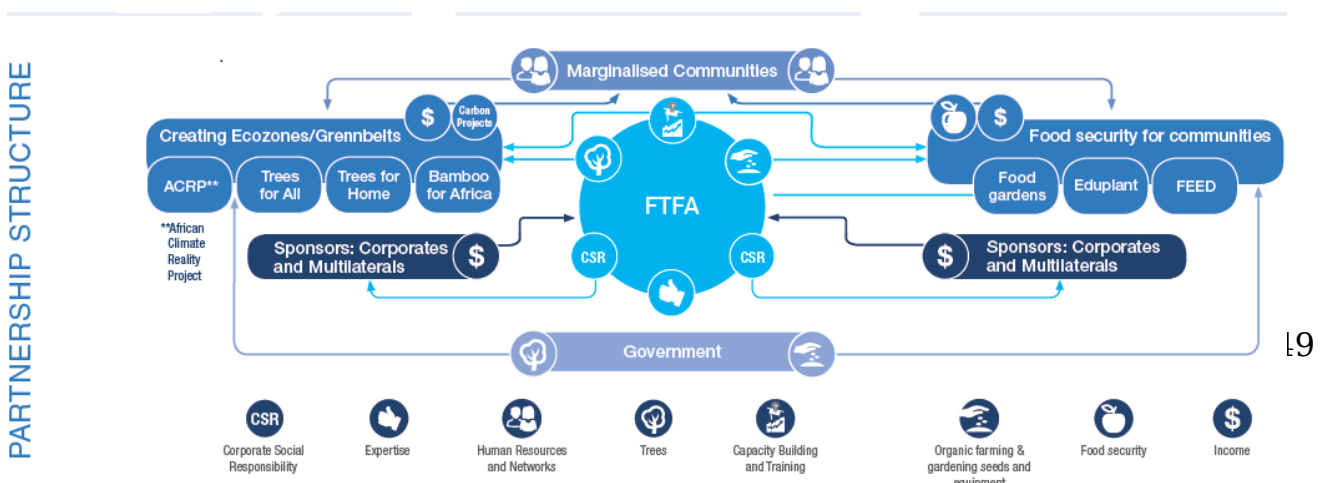 PARTNERSHIP STRUCTURE
Marginalised Communities
$
Carbon
Projects
$
Creating Ecozones/Grennbelts
Food security for communities
ACRP**
Trees
for All
Trees for
Home
Bamboo
for Africa
FTFA
Food
gardens
Eduplant
FEED
**African
Climate
Reality
Project
Sponsors: Corporates
and Multilaterals
$
CSR
CSR
$
Sponsors: Corporates
and Multilaterals
Government
49
CSR
Corporate Social
Responsibility
Expertise
Human Resources
and Networks
Trees
Capacity Building
and Training
Organic farming &
gardening seeds and
equipment
Food security
$
Income